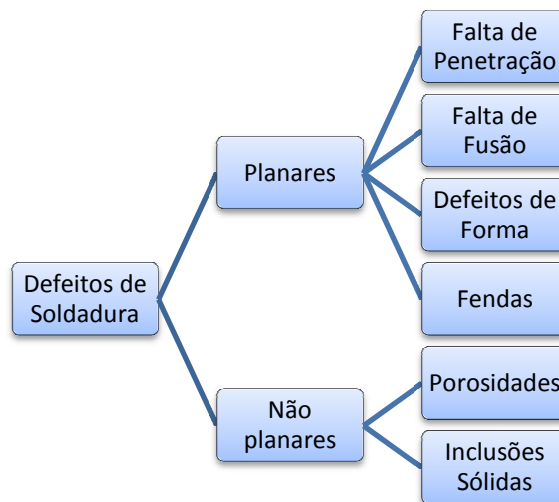 Defeitos de
Soldadura
Planares
Falta de
Penetração
Falta de
Fusão
Defeitos de
Forma
Fendas
Não
planares
Porosidades
Inclusões
Sólidas